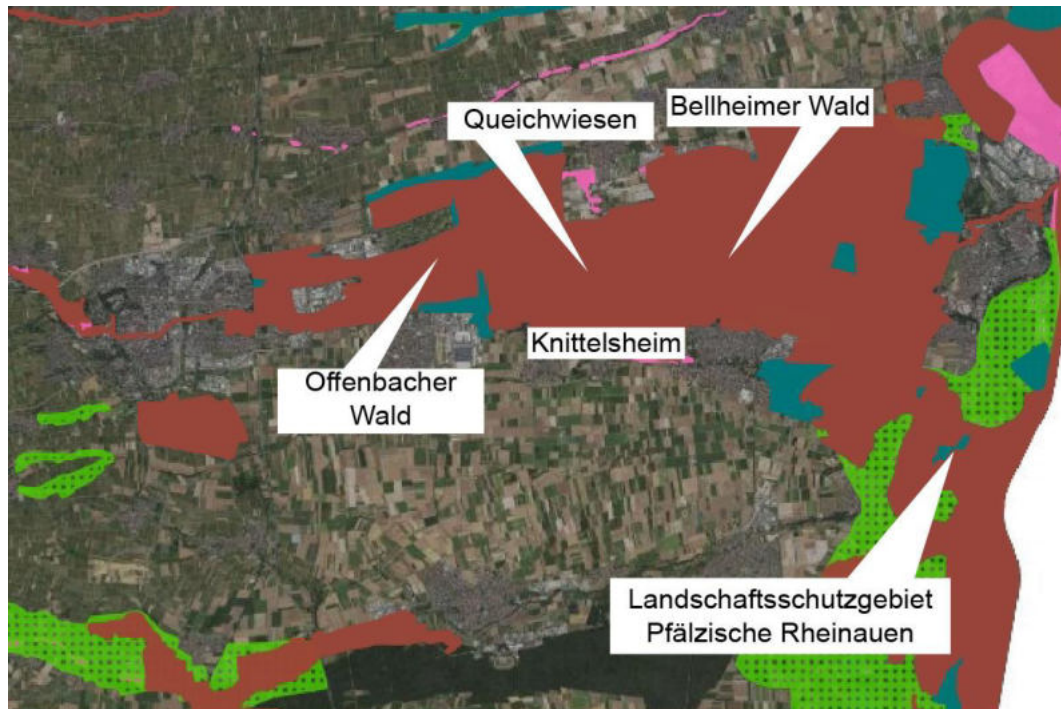 Queichwiesen
Bellheimer Wald
Knittelsheim
Offenbacher
Wald
Landschaftsschutzgebiet
Pfälzische Rheinauen